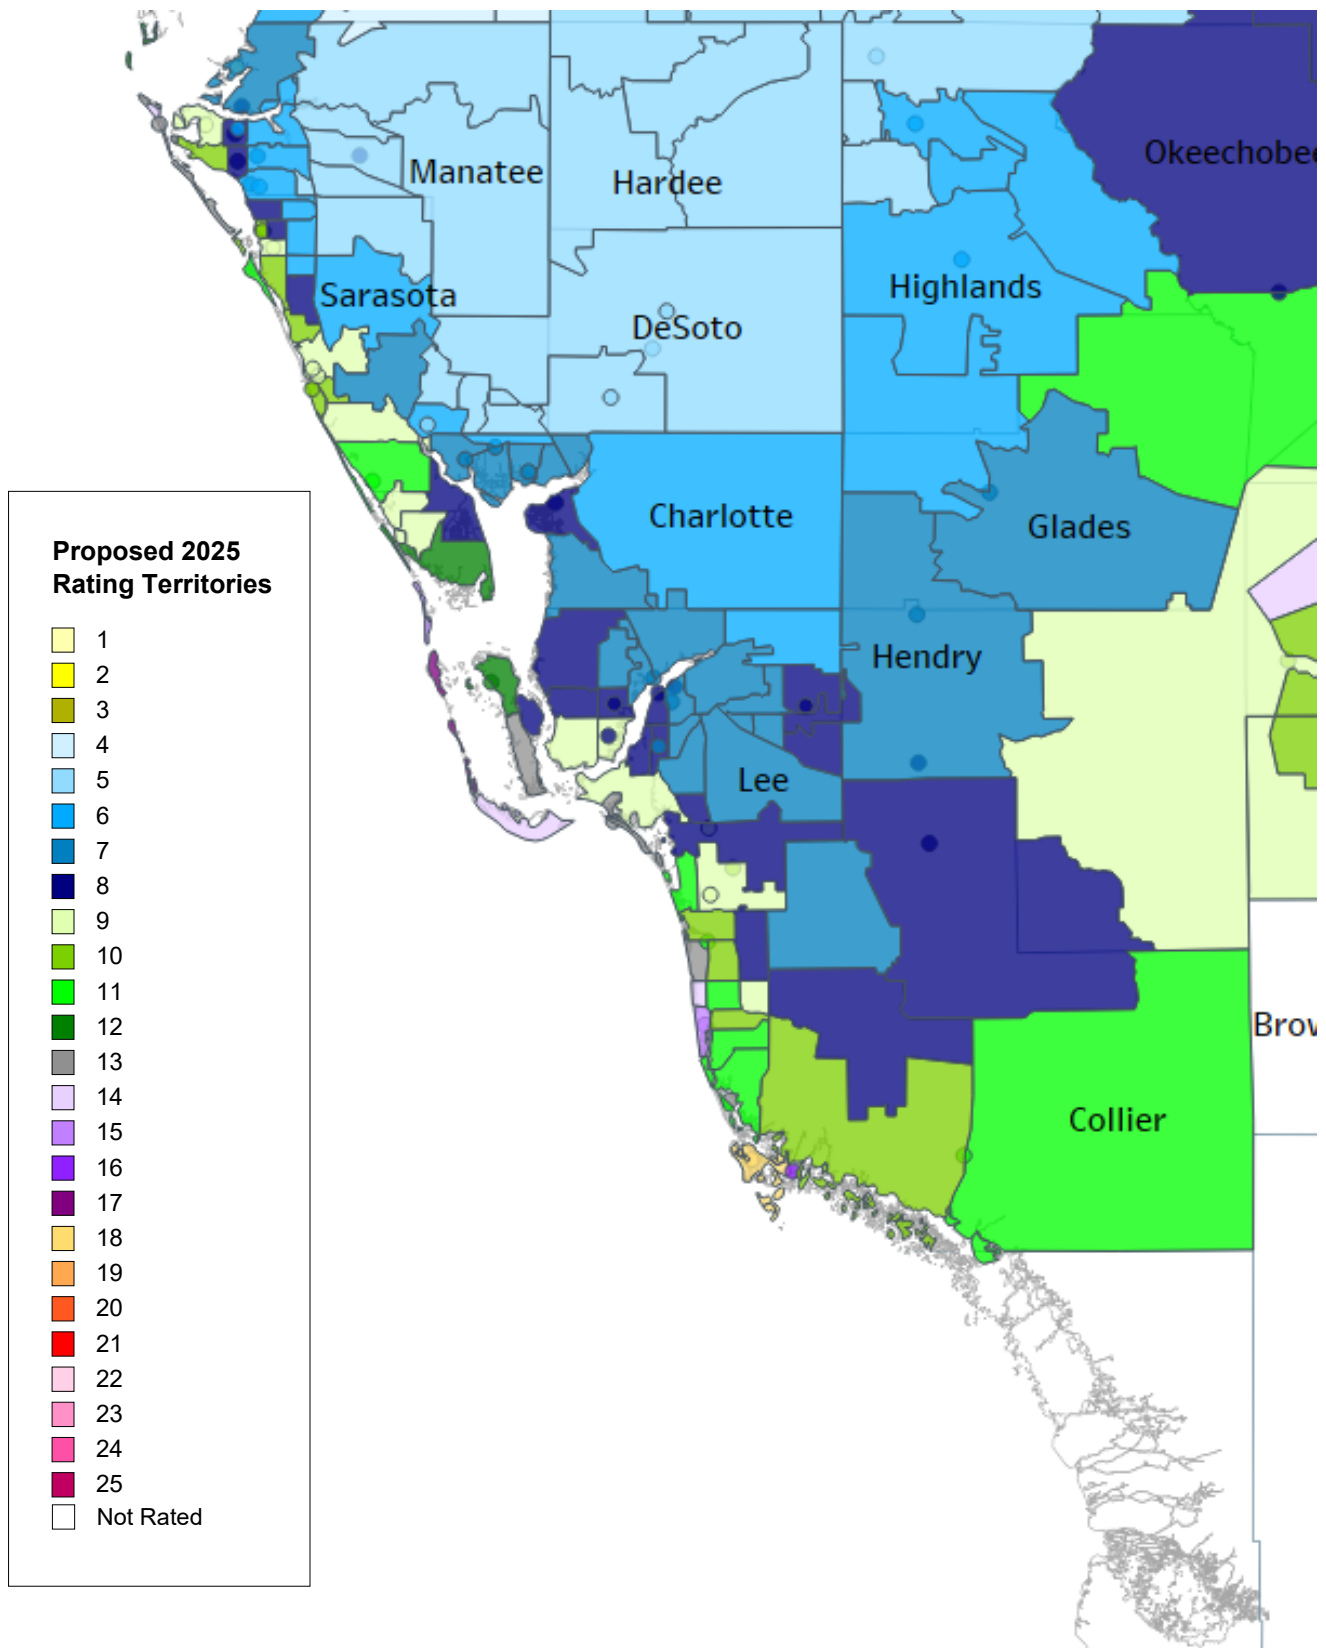 Okeechobee
Manatee
Hardee
Highlands
Sarasota
DeSoto
Charlotte
Glades
Hendry
Lee
Brov
Collier
Proposed 2025
Rating Territories
1
2
3
4
5
6
7
8
9
10
11
12
13
14
15
16
17
18
19
20
21
22
23
24
25
Not Rated